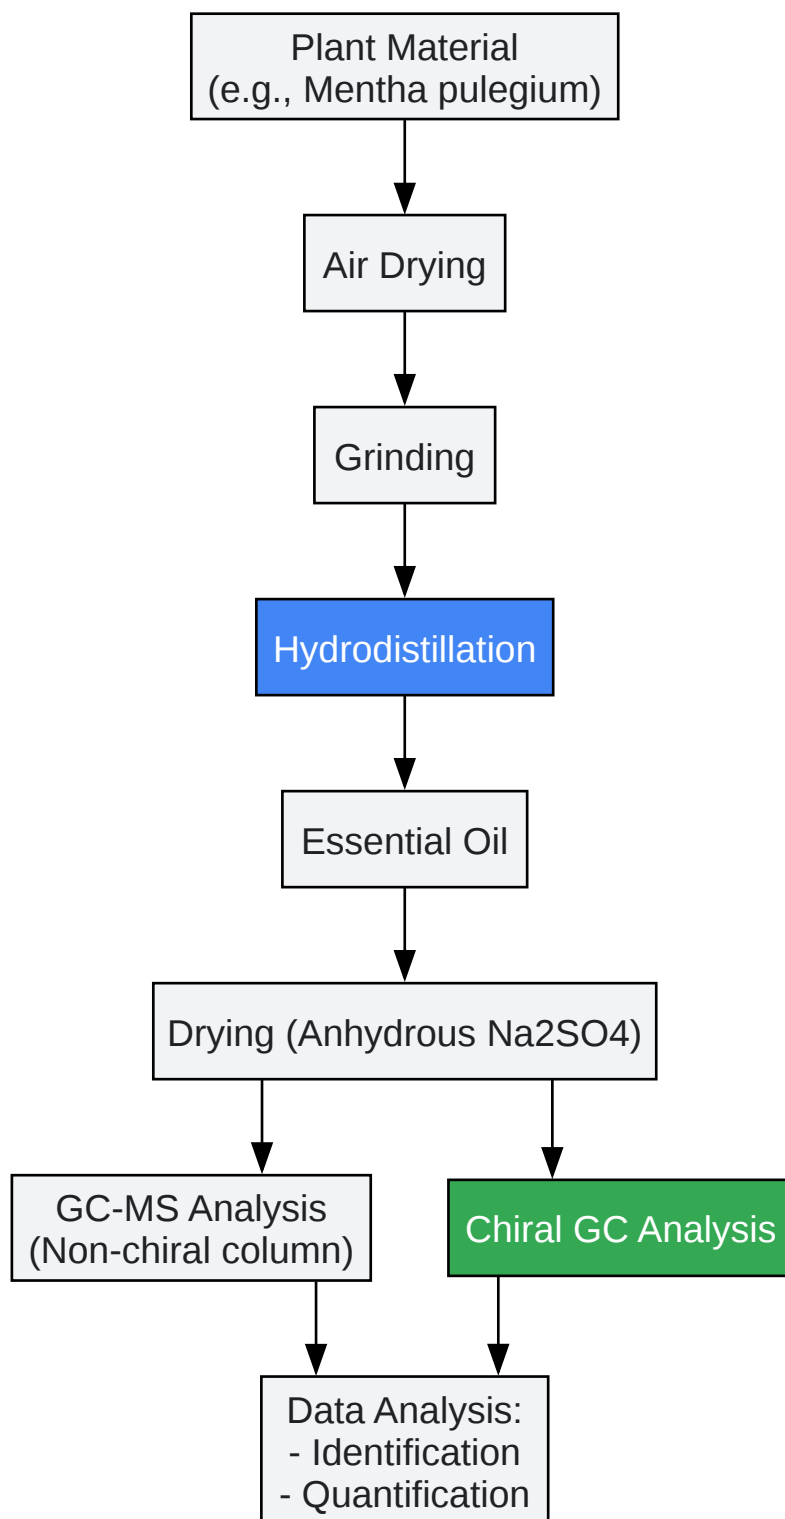 Plant Material
(e.g., Mentha pulegium)
Air Drying
Grinding
Hydrodistillation
Essential Oil
Drying (Anhydrous Na2SO4)
GC-MS Analysis
(Non-chiral column)
Chiral GC Analysis
Data Analysis:
- Identification
- Quantification